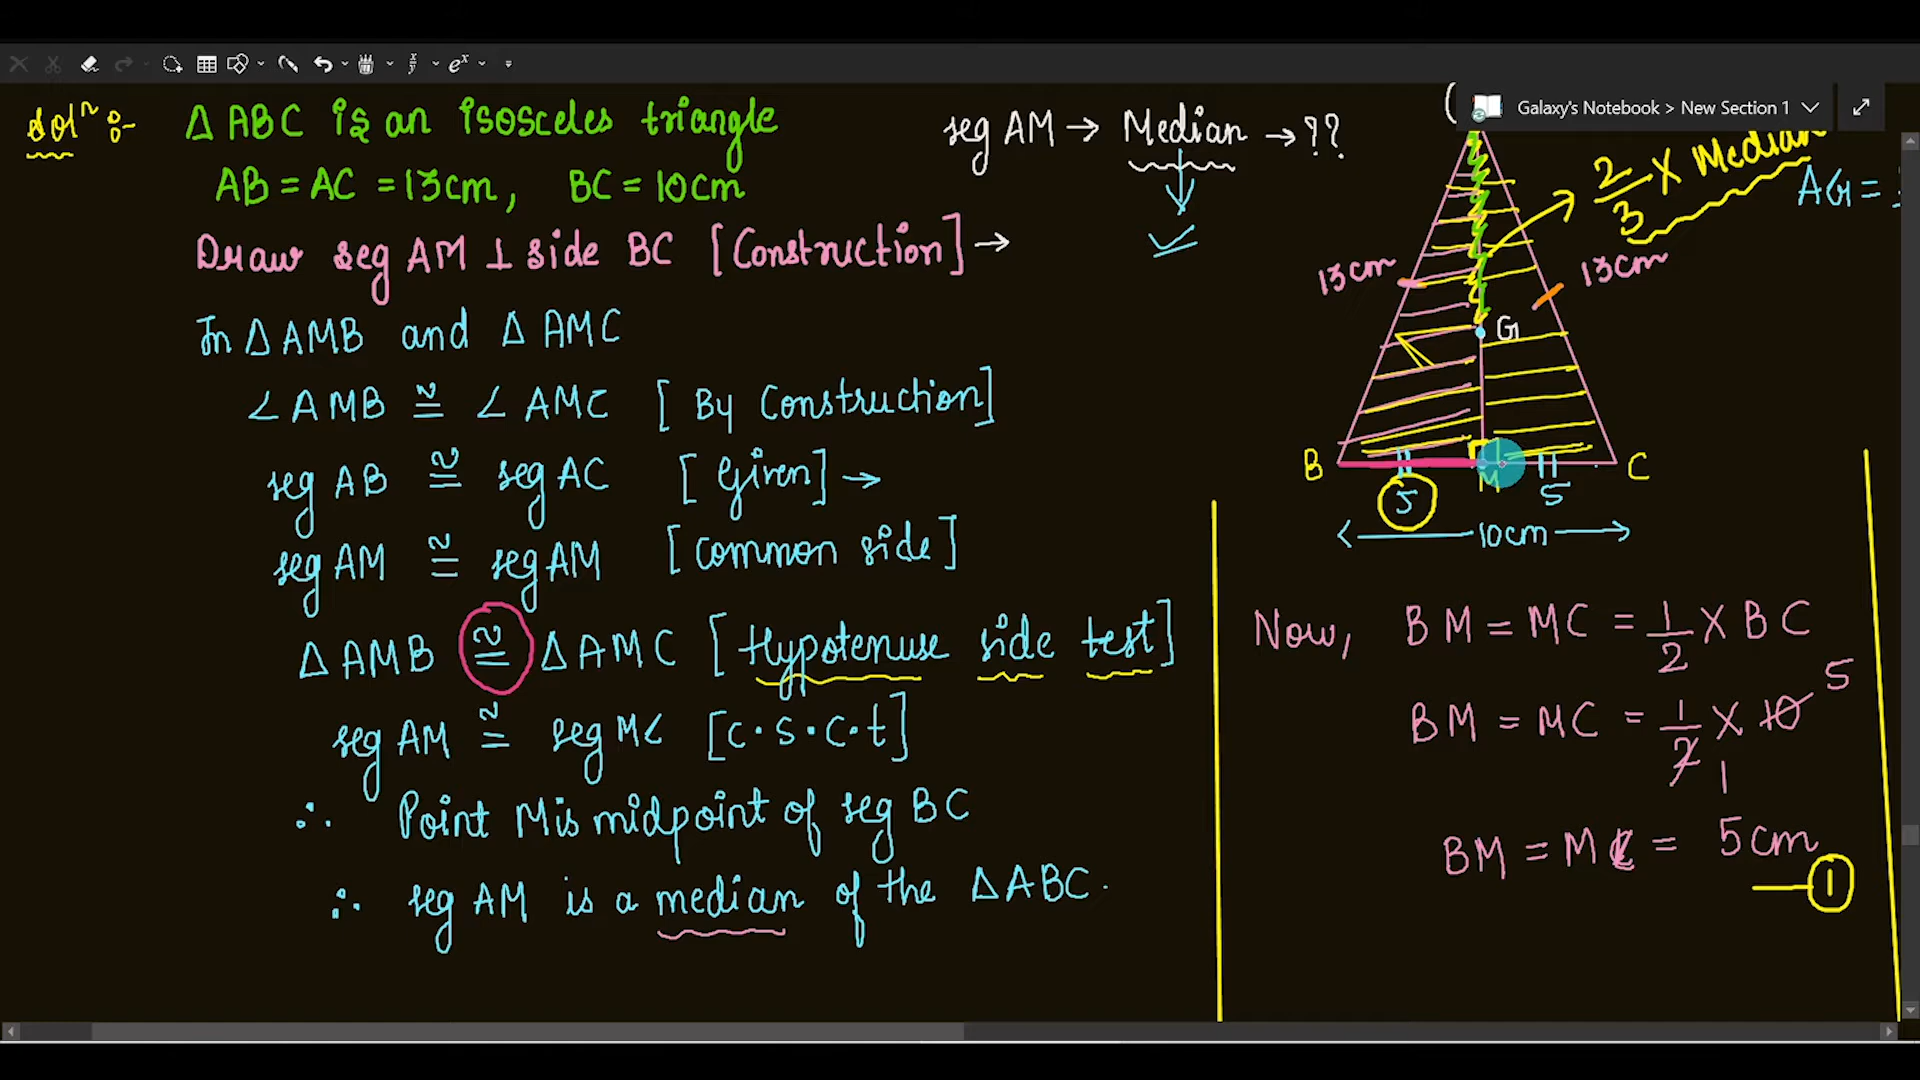 Solⁿ :-
Δ ABC is an isosceles triangle
AB = AC = 13cm, BC = 10cm
Draw seg AM ⊥ side BC [Construction] →
In Δ AMB and Δ AMC
∠ AMB ≅ ∠ AMC [ By Construction]
seg AB ≅ seg AC [Given] →
seg AM ≅ seg AM [Common side]
Δ AMB ≅ Δ AMC [Hypotenuse side test]
seg AM ≅ seg MC [c.s.c.t]
∴ Point M is midpoint of seg BC
∴ seg AM is a median of the Δ ABC.
seg AM → Median → ??
Galaxy's Notebook > New Section 1
2/3 X Median
AG =
13cm
13cm
G
B
M
C
5
5
10cm
Now, BM = MC = 1/2 X BC
BM = MC = 1/2 X 10 5
1
BM = MC = 5cm
1